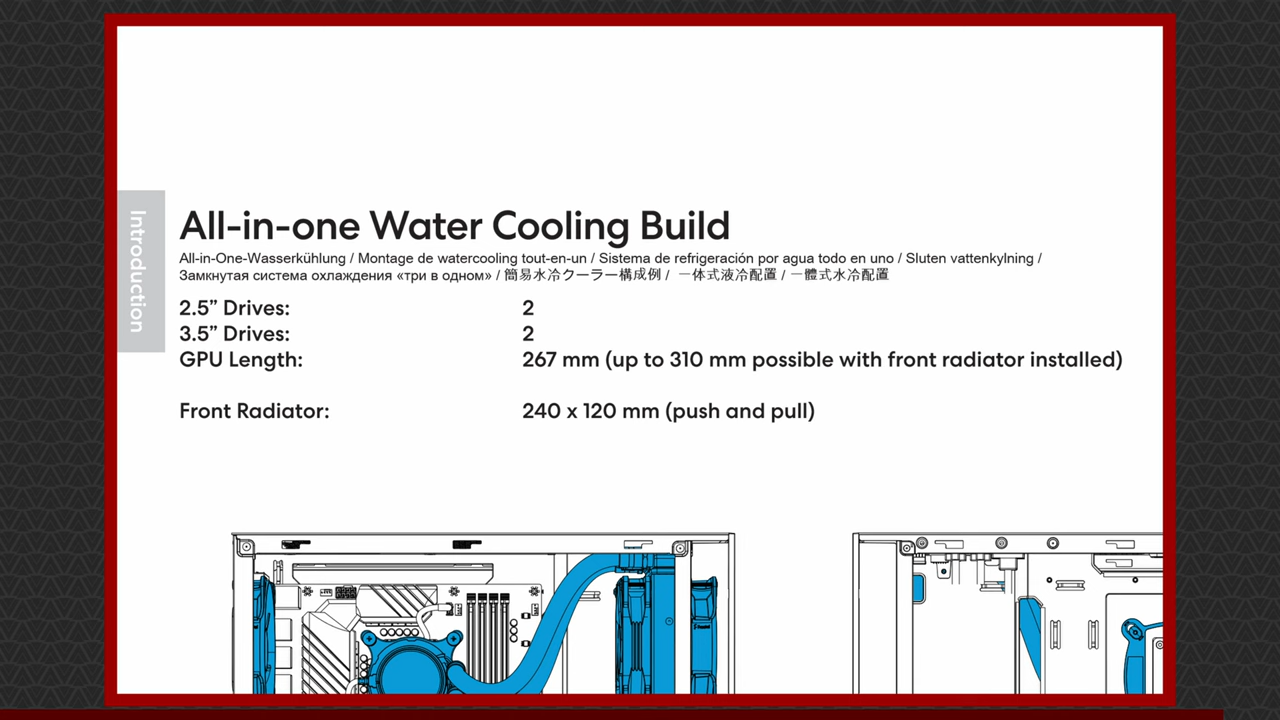 Introduction
All-in-one Water Cooling Build
All-in-One-Wasserkühlung / Montage de watercooling tout-en-un / Sistema de refrigeración por agua todo en uno / Sluten vattenkylning /
Замкнутая система охлаждения «три в одном» / 簡易水冷クーラー構成例 / 一体式液冷配置 / 一體式水冷配置
2.5” Drives: 2
3.5” Drives: 2
GPU Length: 267 mm (up to 310 mm possible with front radiator installed)
Front Radiator: 240 x 120 mm (push and pull)